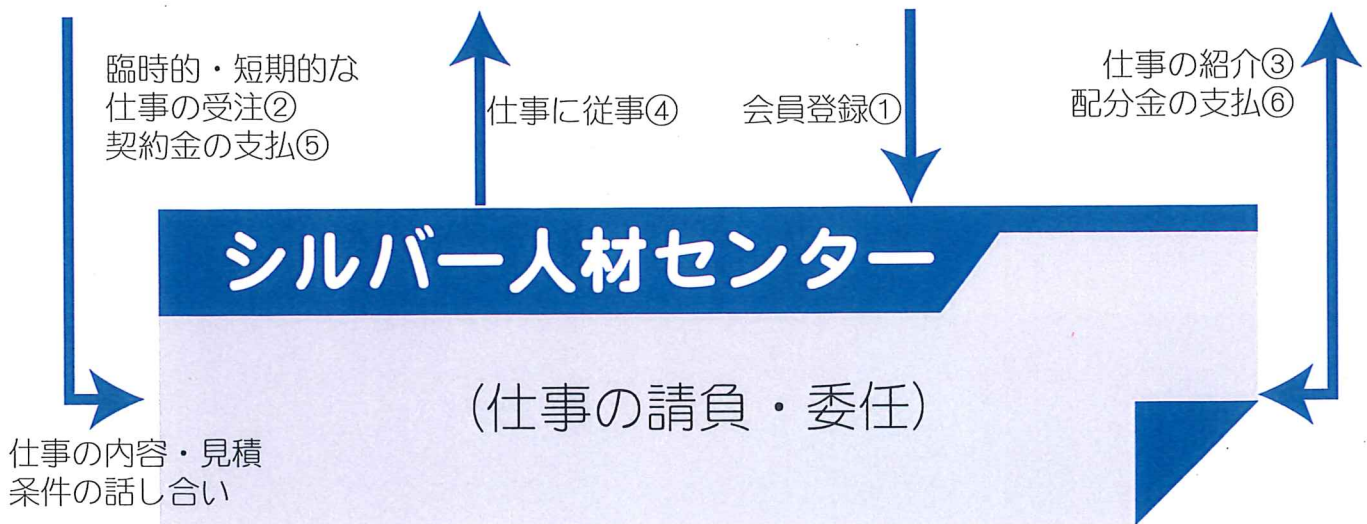 臨時的・短期的な
仕事の受注②
契約金の支払⑤
仕事に従事④
会員登録①
仕事の紹介③
配分金の支払⑥
シルバー人材センター
(仕事の請負・委任)
仕事の内容・見積
条件の話し合い